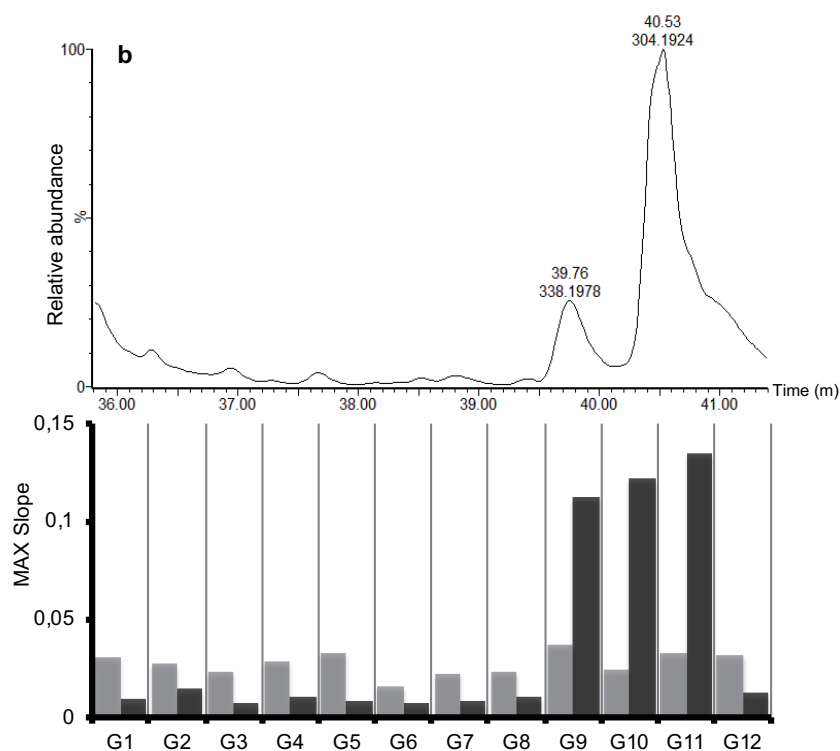 b
40.53
304.1924
100
39.76
338.1978
Relative abundance
%
0
36.00 37.00 38.00 39.00 40.00 41.00
Time (m)
0,15
0,1
0,05
0
MAX Slope
G1 G2 G3 G4 G5 G6 G7 G8 G9 G10 G11 G12